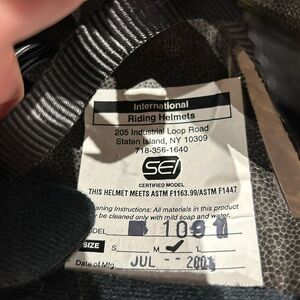 International
Riding Helmets
205 Industrial Loop Road
Staten Island, NY 10309
718-356-1640
SEI
CERTIFIED MODEL
THIS HELMET MEETS ASTM F1163.99/ASTM F1447
Cleaning Instructions: All materials in this product
be cleaned only with mild soap and water.
SIZE S M ✓ L
Date of Mfg. JUL -- 2001